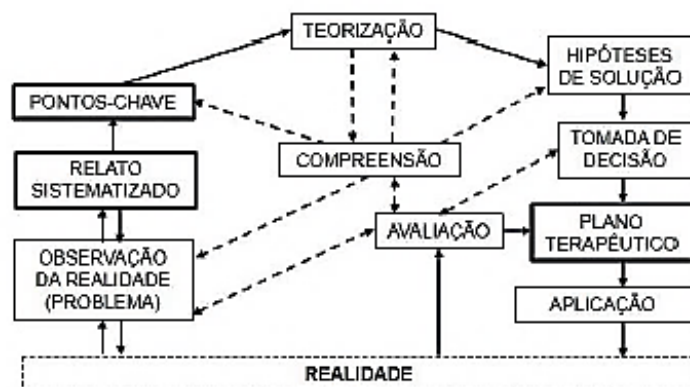 TEORIZAÇÃO
HIPÓTESES
DE SOLUÇÃO
PONTOS-CHAVE
TOMADA DE
DECISÃO
COMPREENSÃO
RELATO
SISTEMATIZADO
AVALIAÇÃO
PLANO
TERAPÊUTICO
OBSERVAÇÃO
DA REALIDADE
(PROBLEMA)
APLICAÇÃO
REALIDADE